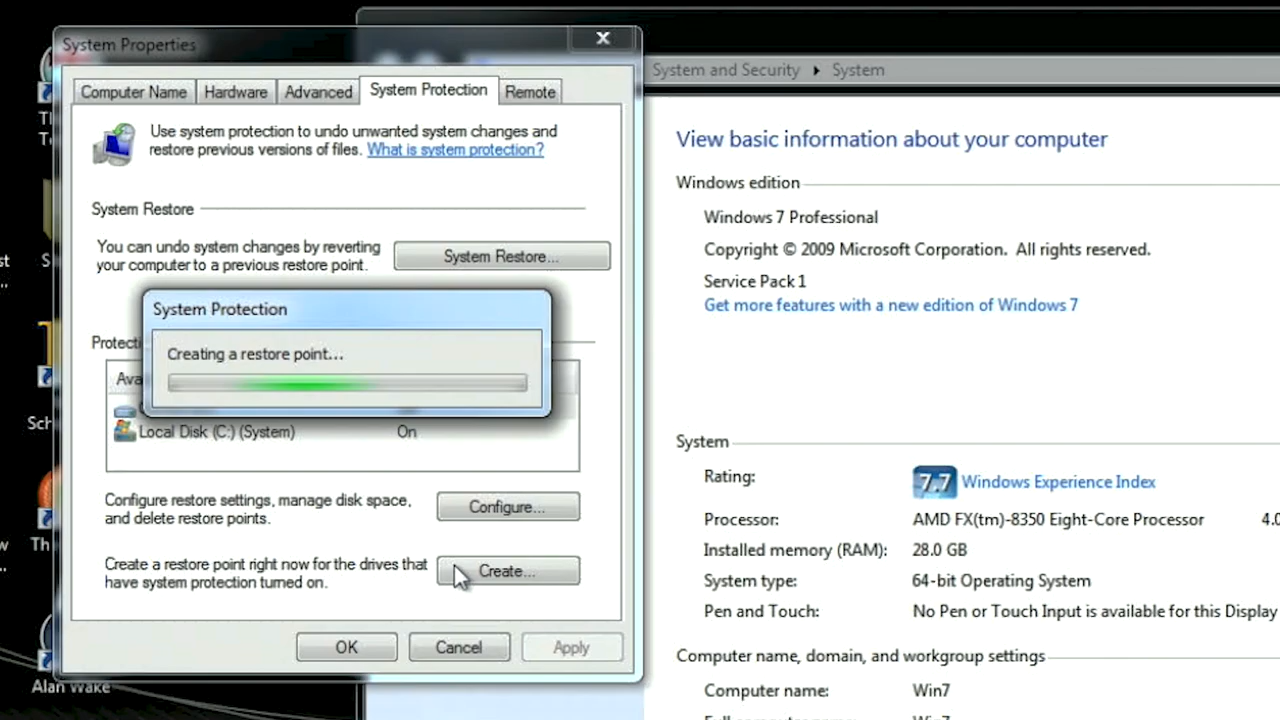 System Properties
Computer Name
Hardware
Advanced
System Protection
Remote
Use system protection to undo unwanted system changes and
restore previous versions of files. What is system protection?
System Restore
You can undo system changes by reverting
your computer to a previous restore point.
System Restore...
System Protection
Creating a restore point...
Local Disk (C:) (System) On
Configure restore settings, manage disk space,
and delete restore points.
Configure...
Create a restore point right now for the drives that
have system protection turned on.
Create...
OK
Cancel
Apply
Alan Wake
System and Security
System
View basic information about your computer
Windows edition
Windows 7 Professional
Copyright © 2009 Microsoft Corporation. All rights reserved.
Service Pack 1
Get more features with a new edition of Windows 7
System
Rating:
7.7 Windows Experience Index
Processor: AMD FX(tm)-8350 Eight-Core Processor 4.0
Installed memory (RAM): 28.0 GB
System type: 64-bit Operating System
Pen and Touch: No Pen or Touch Input is available for this Display
Computer name, domain, and workgroup settings
Computer name: Win7